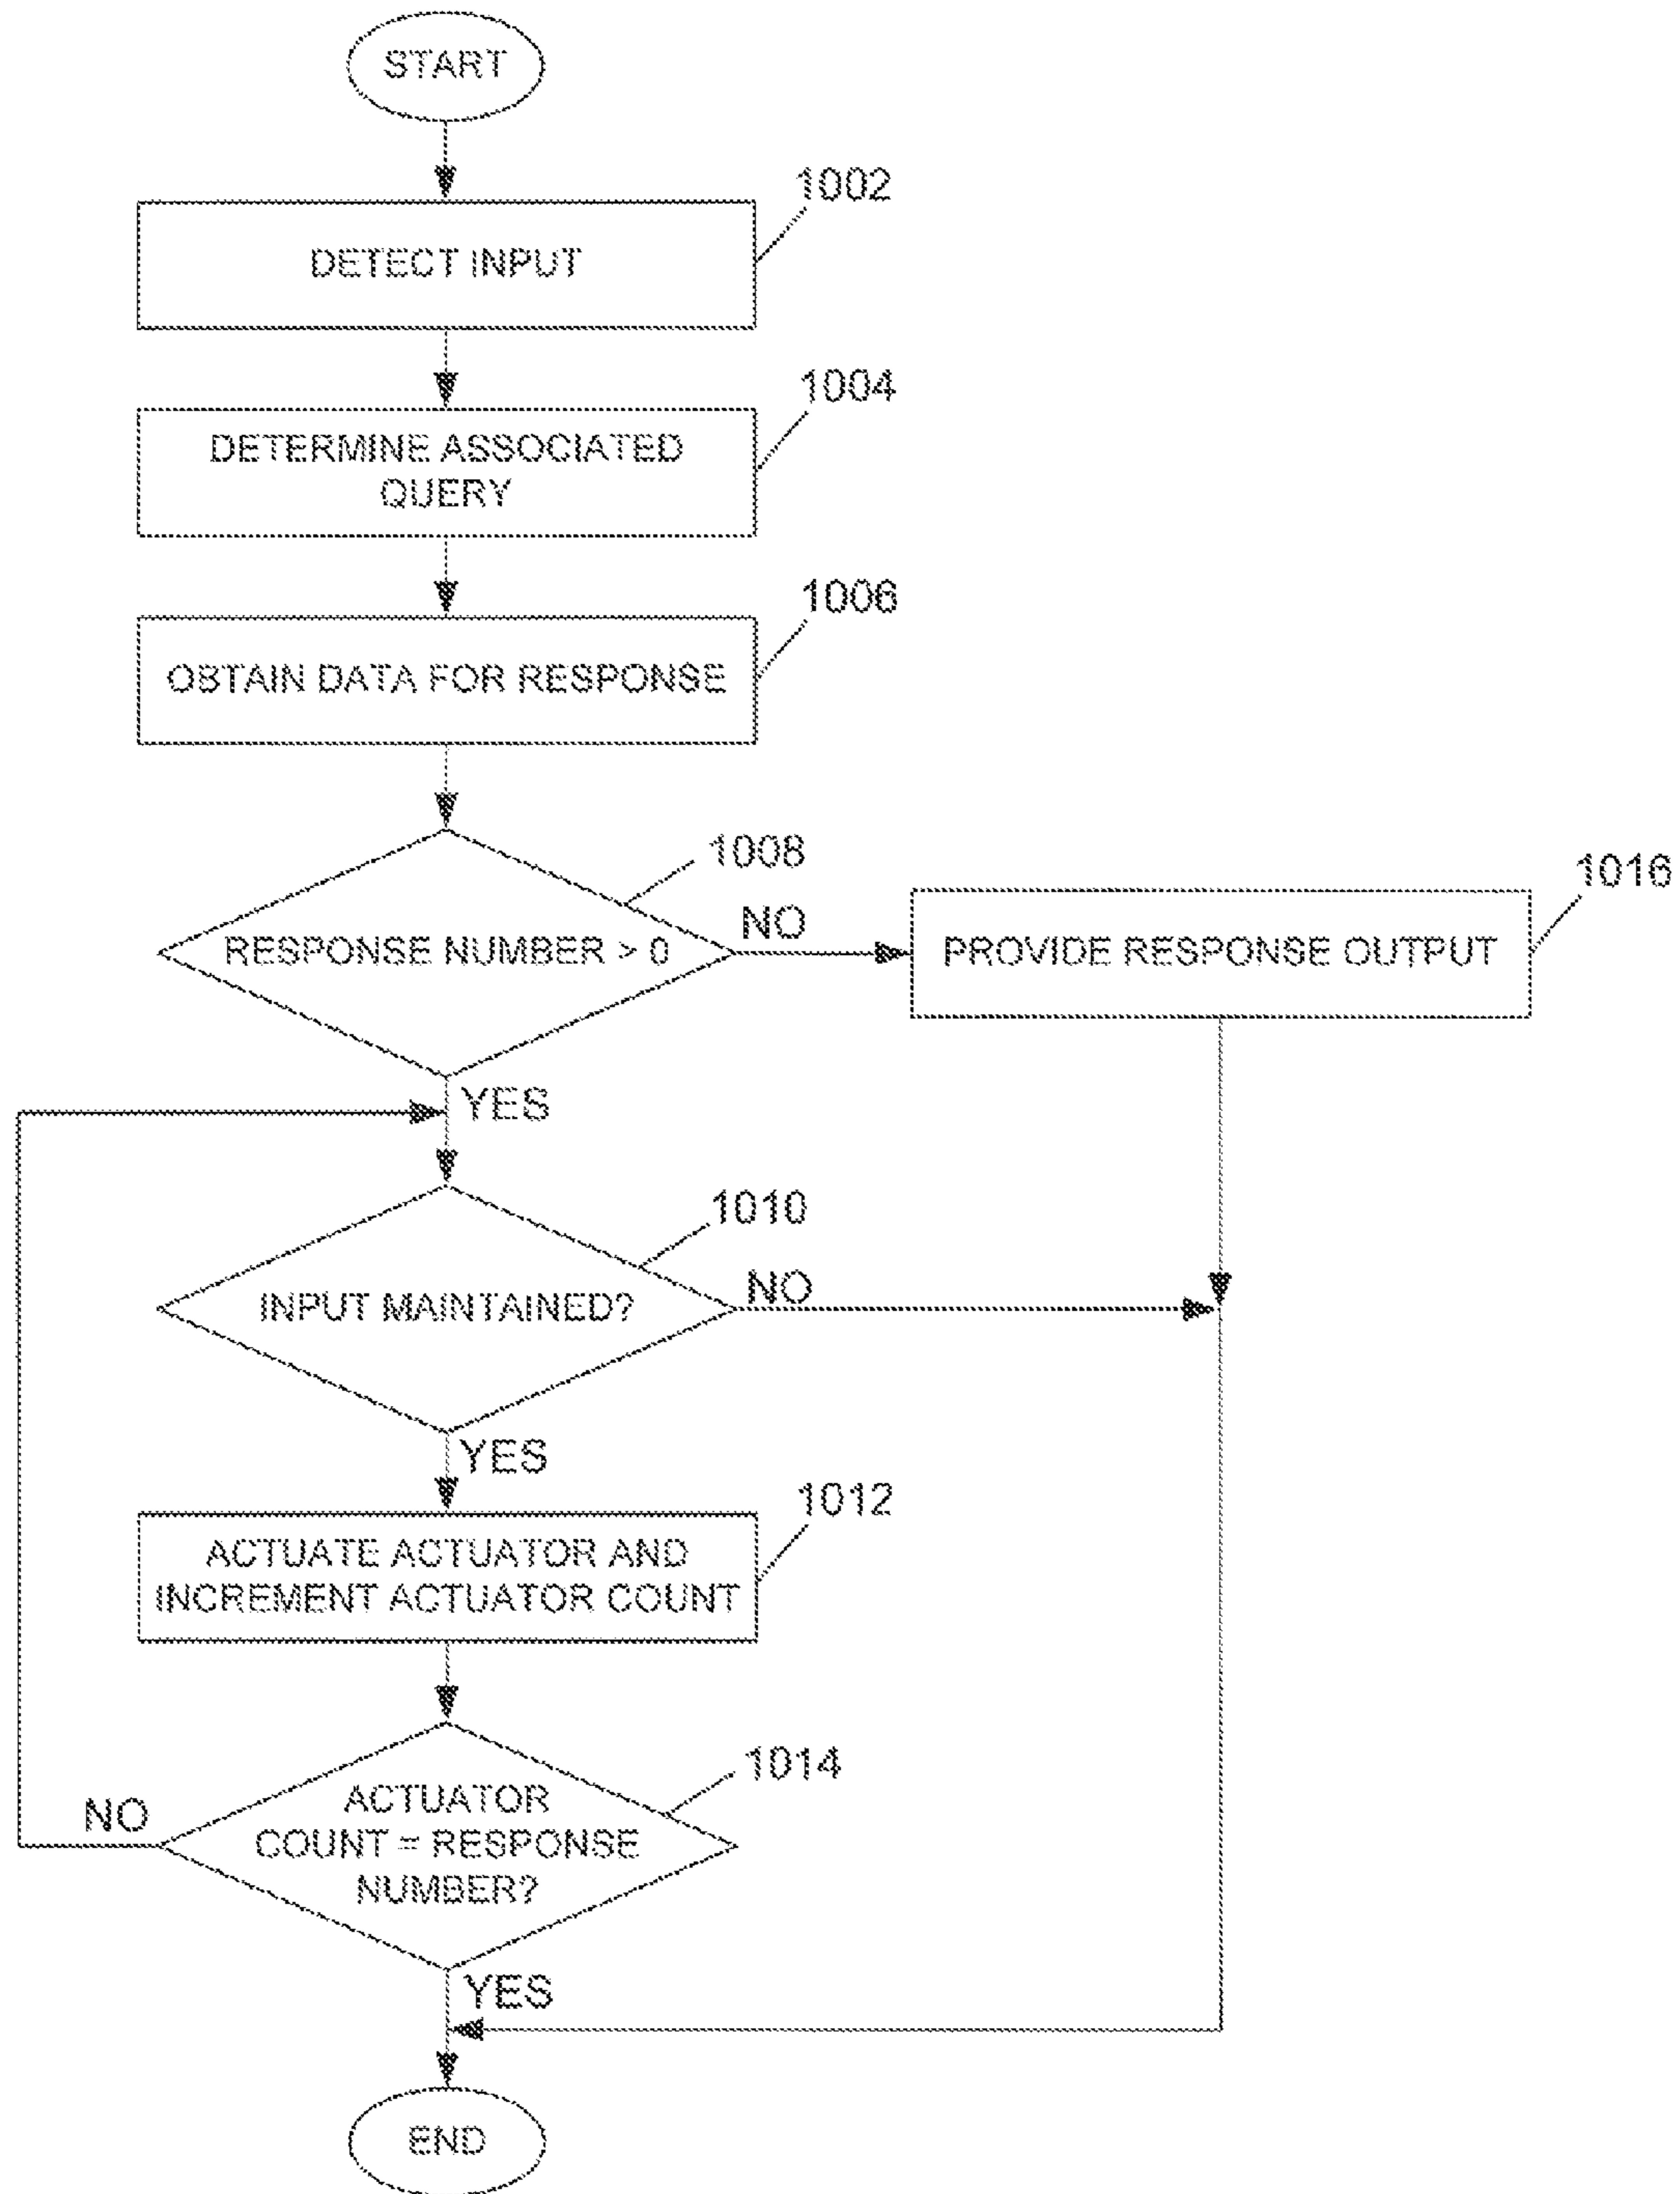 START
1002
DETECT INPUT
1004
DETERMINE ASSOCIATED
QUERY
1006
OBTAIN DATA FOR RESPONSE
1008
RESPONSE NUMBER > 0
NO
1016
PROVIDE RESPONSE OUTPUT
YES
1010
INPUT MAINTAINED?
NO
YES
1012
ACTUATE ACTUATOR AND
INCREMENT ACTUATOR COUNT
1014
ACTUATOR
COUNT = RESPONSE
NUMBER?
NO
YES
END